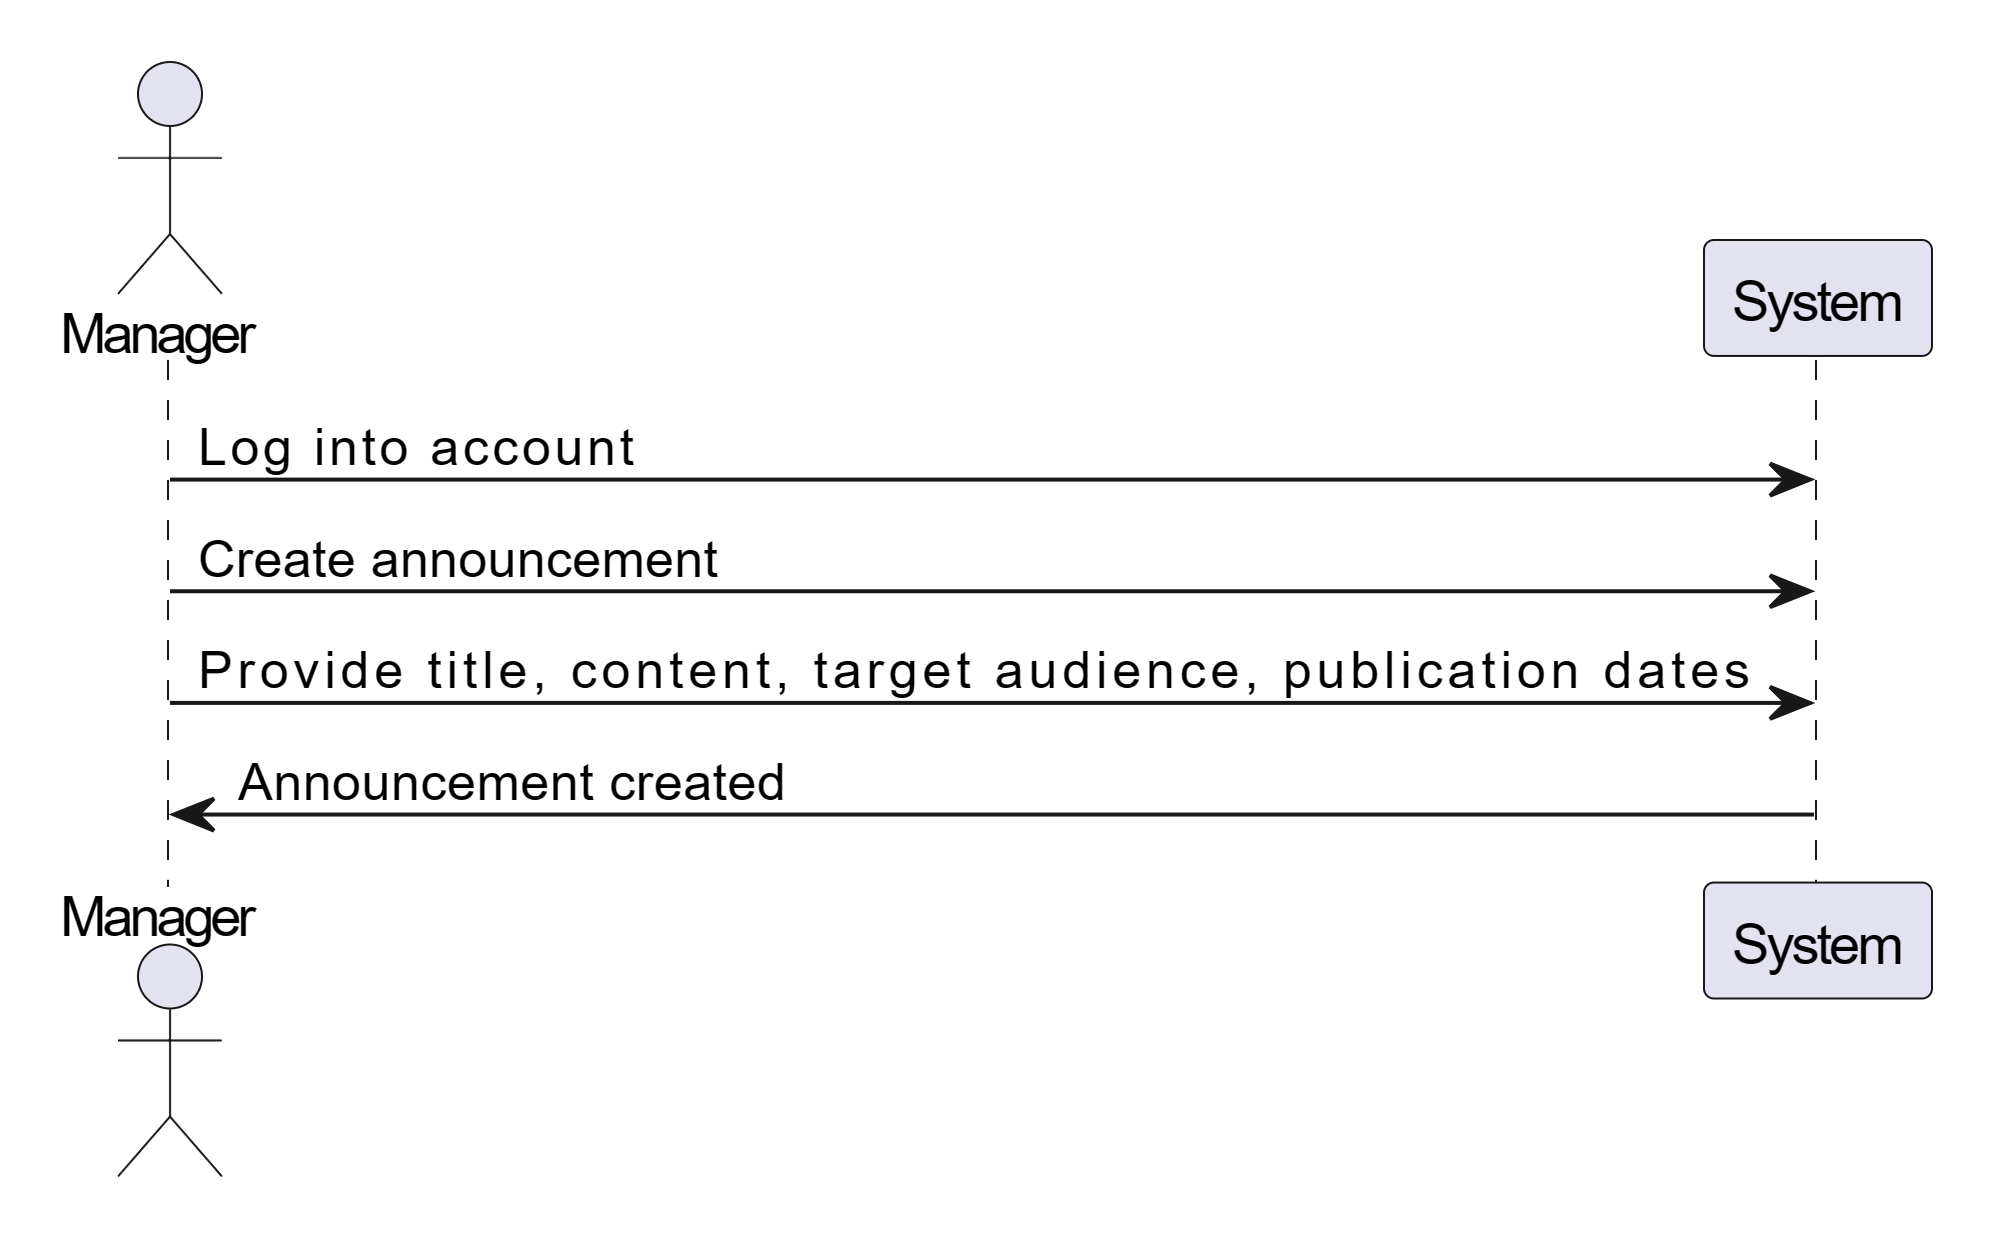 Manager
System
Log into account
Create announcement
Provide title, content, target audience, publication dates
Announcement created
Manager
System